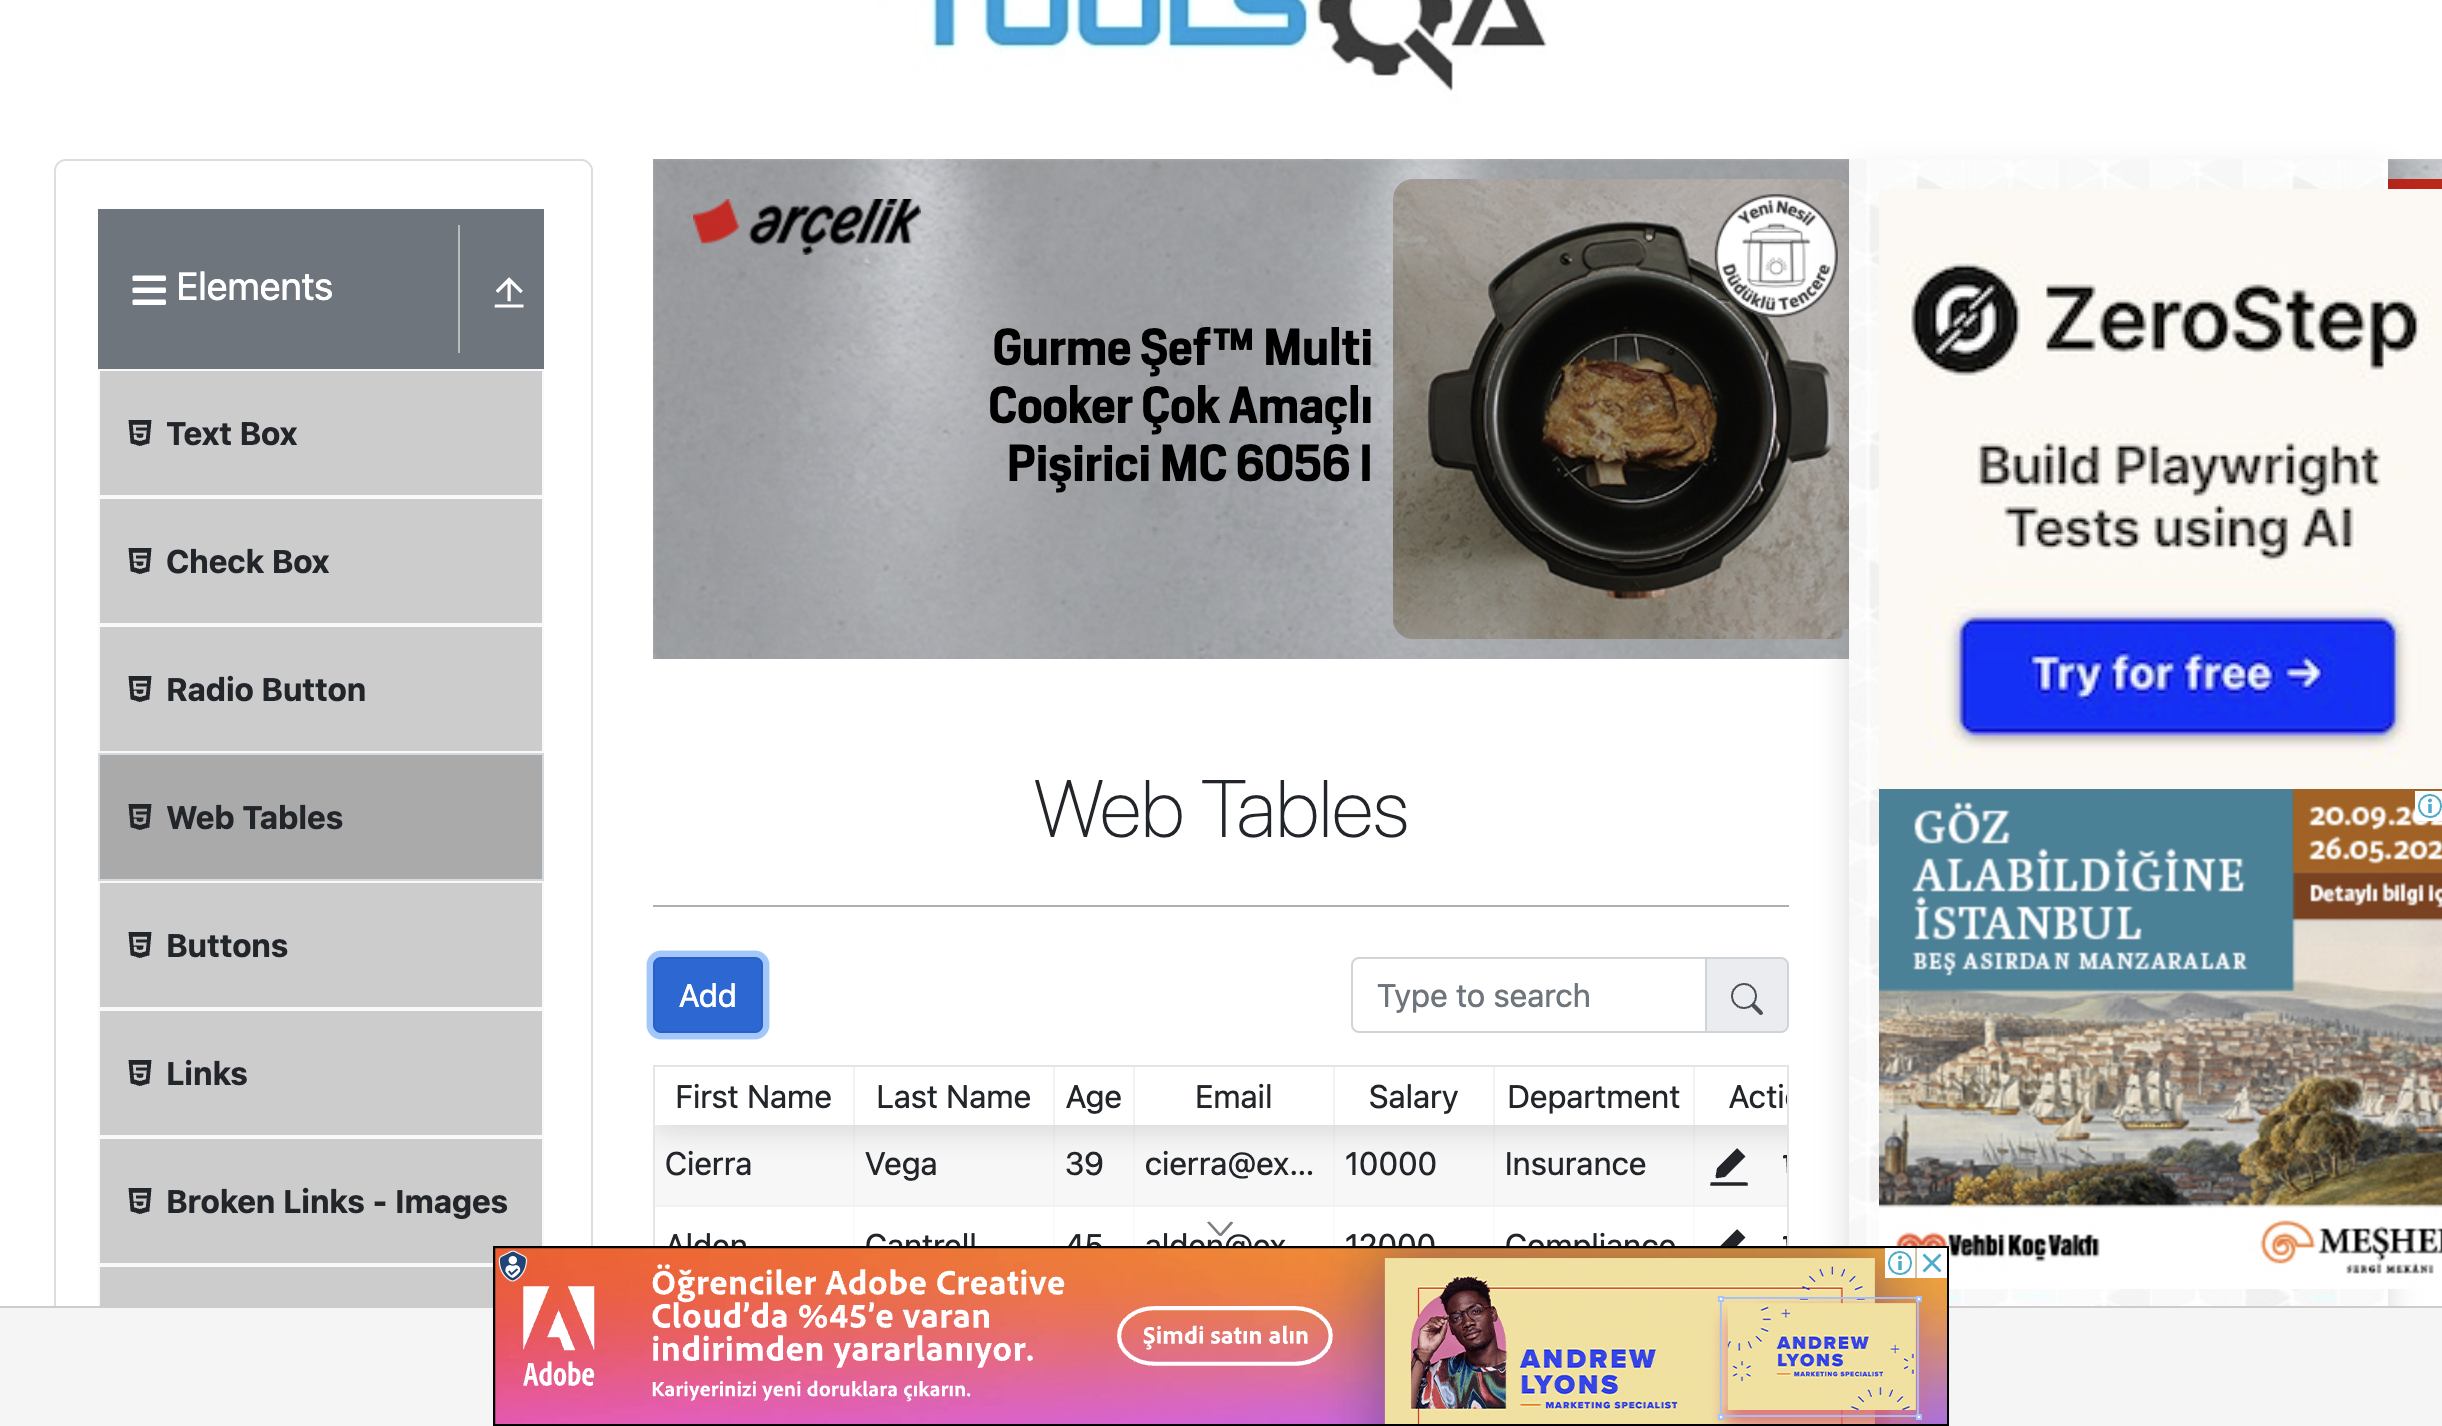 TOOLSQA
Elements
Text Box
Check Box
Radio Button
Web Tables
Buttons
Links
Broken Links - Images
arçelik
Gurme Şef™ Multi
Cooker Çok Amaçlı
Pişirici MC 6056 I
Yeni Nesil
Düdüklü Tencere
Web Tables
Add
Type to search
First Name Last Name Age Email Salary Department Acti
Cierra Vega 39 cierra@ex... 10000 Insurance
Alden Cantrell 45 alden@ex... 12000 Compliance
ZeroStep
Build Playwright
Tests using AI
Try for free →
GÖZ
ALABİLDİĞİNE
İSTANBUL
BEŞ ASIRDAN MANZARALAR
20.09.2
26.05.202
Detaylı bilgi iç
Vehbi Koç Vakfı
MEŞHE
SERGİ MEKÂNI
Adobe
Öğrenciler Adobe Creative
Cloud’da %45’e varan
indirimden yararlanıyor.
Kariyerinizi yeni doruklara çıkarın.
Şimdi satın alın
ANDREW
LYONS
MARKETING SPECIALIST
ANDREW
LYONS
MARKETING SPECIALIST